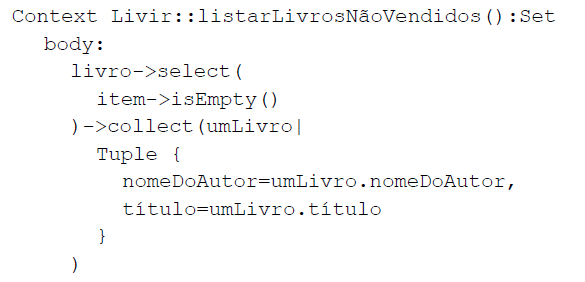 Context Livir::listarLivrosNãoVendidos():Set
body:
livro->select(
item->isEmpty()
)->collect(umLivro|
Tuple {
nomeDoAutor=umLivro.nomeDoAutor,
título=umLivro.título
}
)